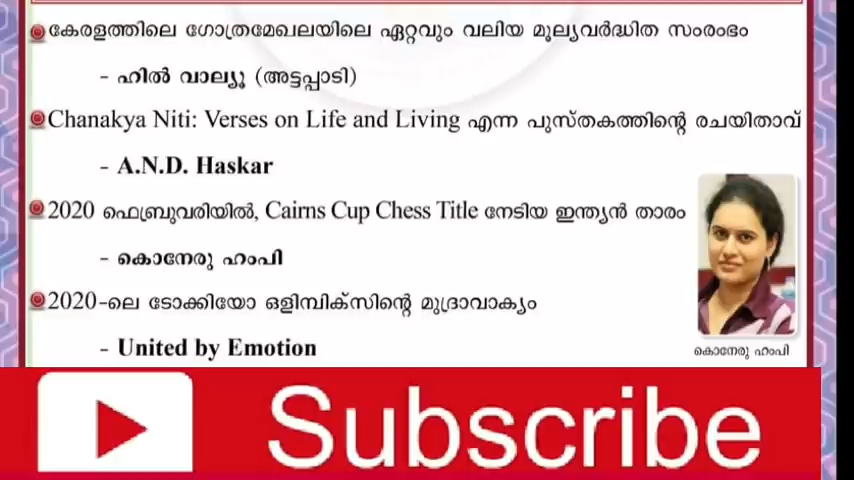 കേരളത്തിലെ ഗോത്രമേഖലയിലെ ഏറ്റവും വലിയ മൂല്യവർദ്ധിത സംരംഭം
- ഹിൽ വാല്യൂ (അട്ടപ്പാടി)
Chanakya Niti: Verses on Life and Living എന്ന പുസ്തകത്തിന്റെ രചയിതാവ്
- A.N.D. Haskar
2020 ഫെബ്രുവരിയിൽ, Cairns Cup Chess Title നേടിയ ഇന്ത്യൻ താരം
- കൊനേരു ഹംപി
2020-ലെ ടോക്കിയോ ഒളിമ്പിക്സിന്റെ മുദ്രാവാക്യം
- United by Emotion
കൊനേരു ഹംപി
Subscribe